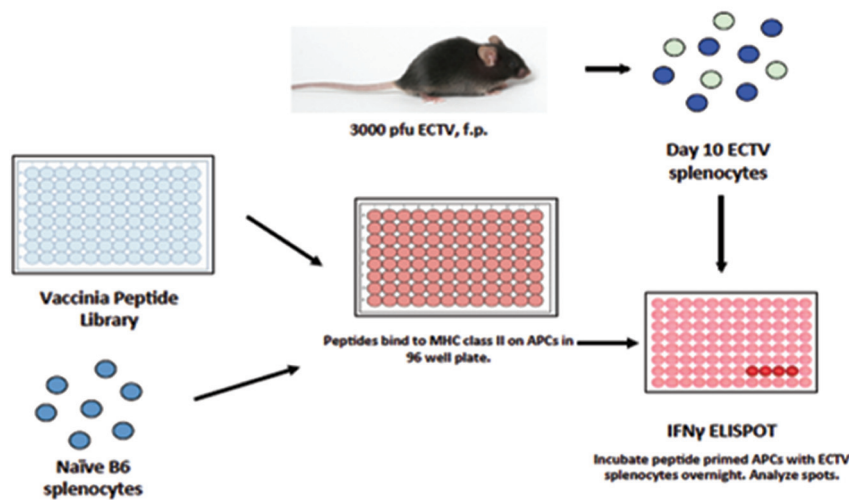 3000 pfu ECTV, f.p.
Day 10 ECTV
splenocytes
Vaccinia Peptide
Library
Peptides bind to MHC class II on APCs in
96 well plate.
Naïve B6
splenocytes
IFNγ ELISPOT
Incubate peptide primed APCs with ECTV
splenocytes overnight. Analyze spots.